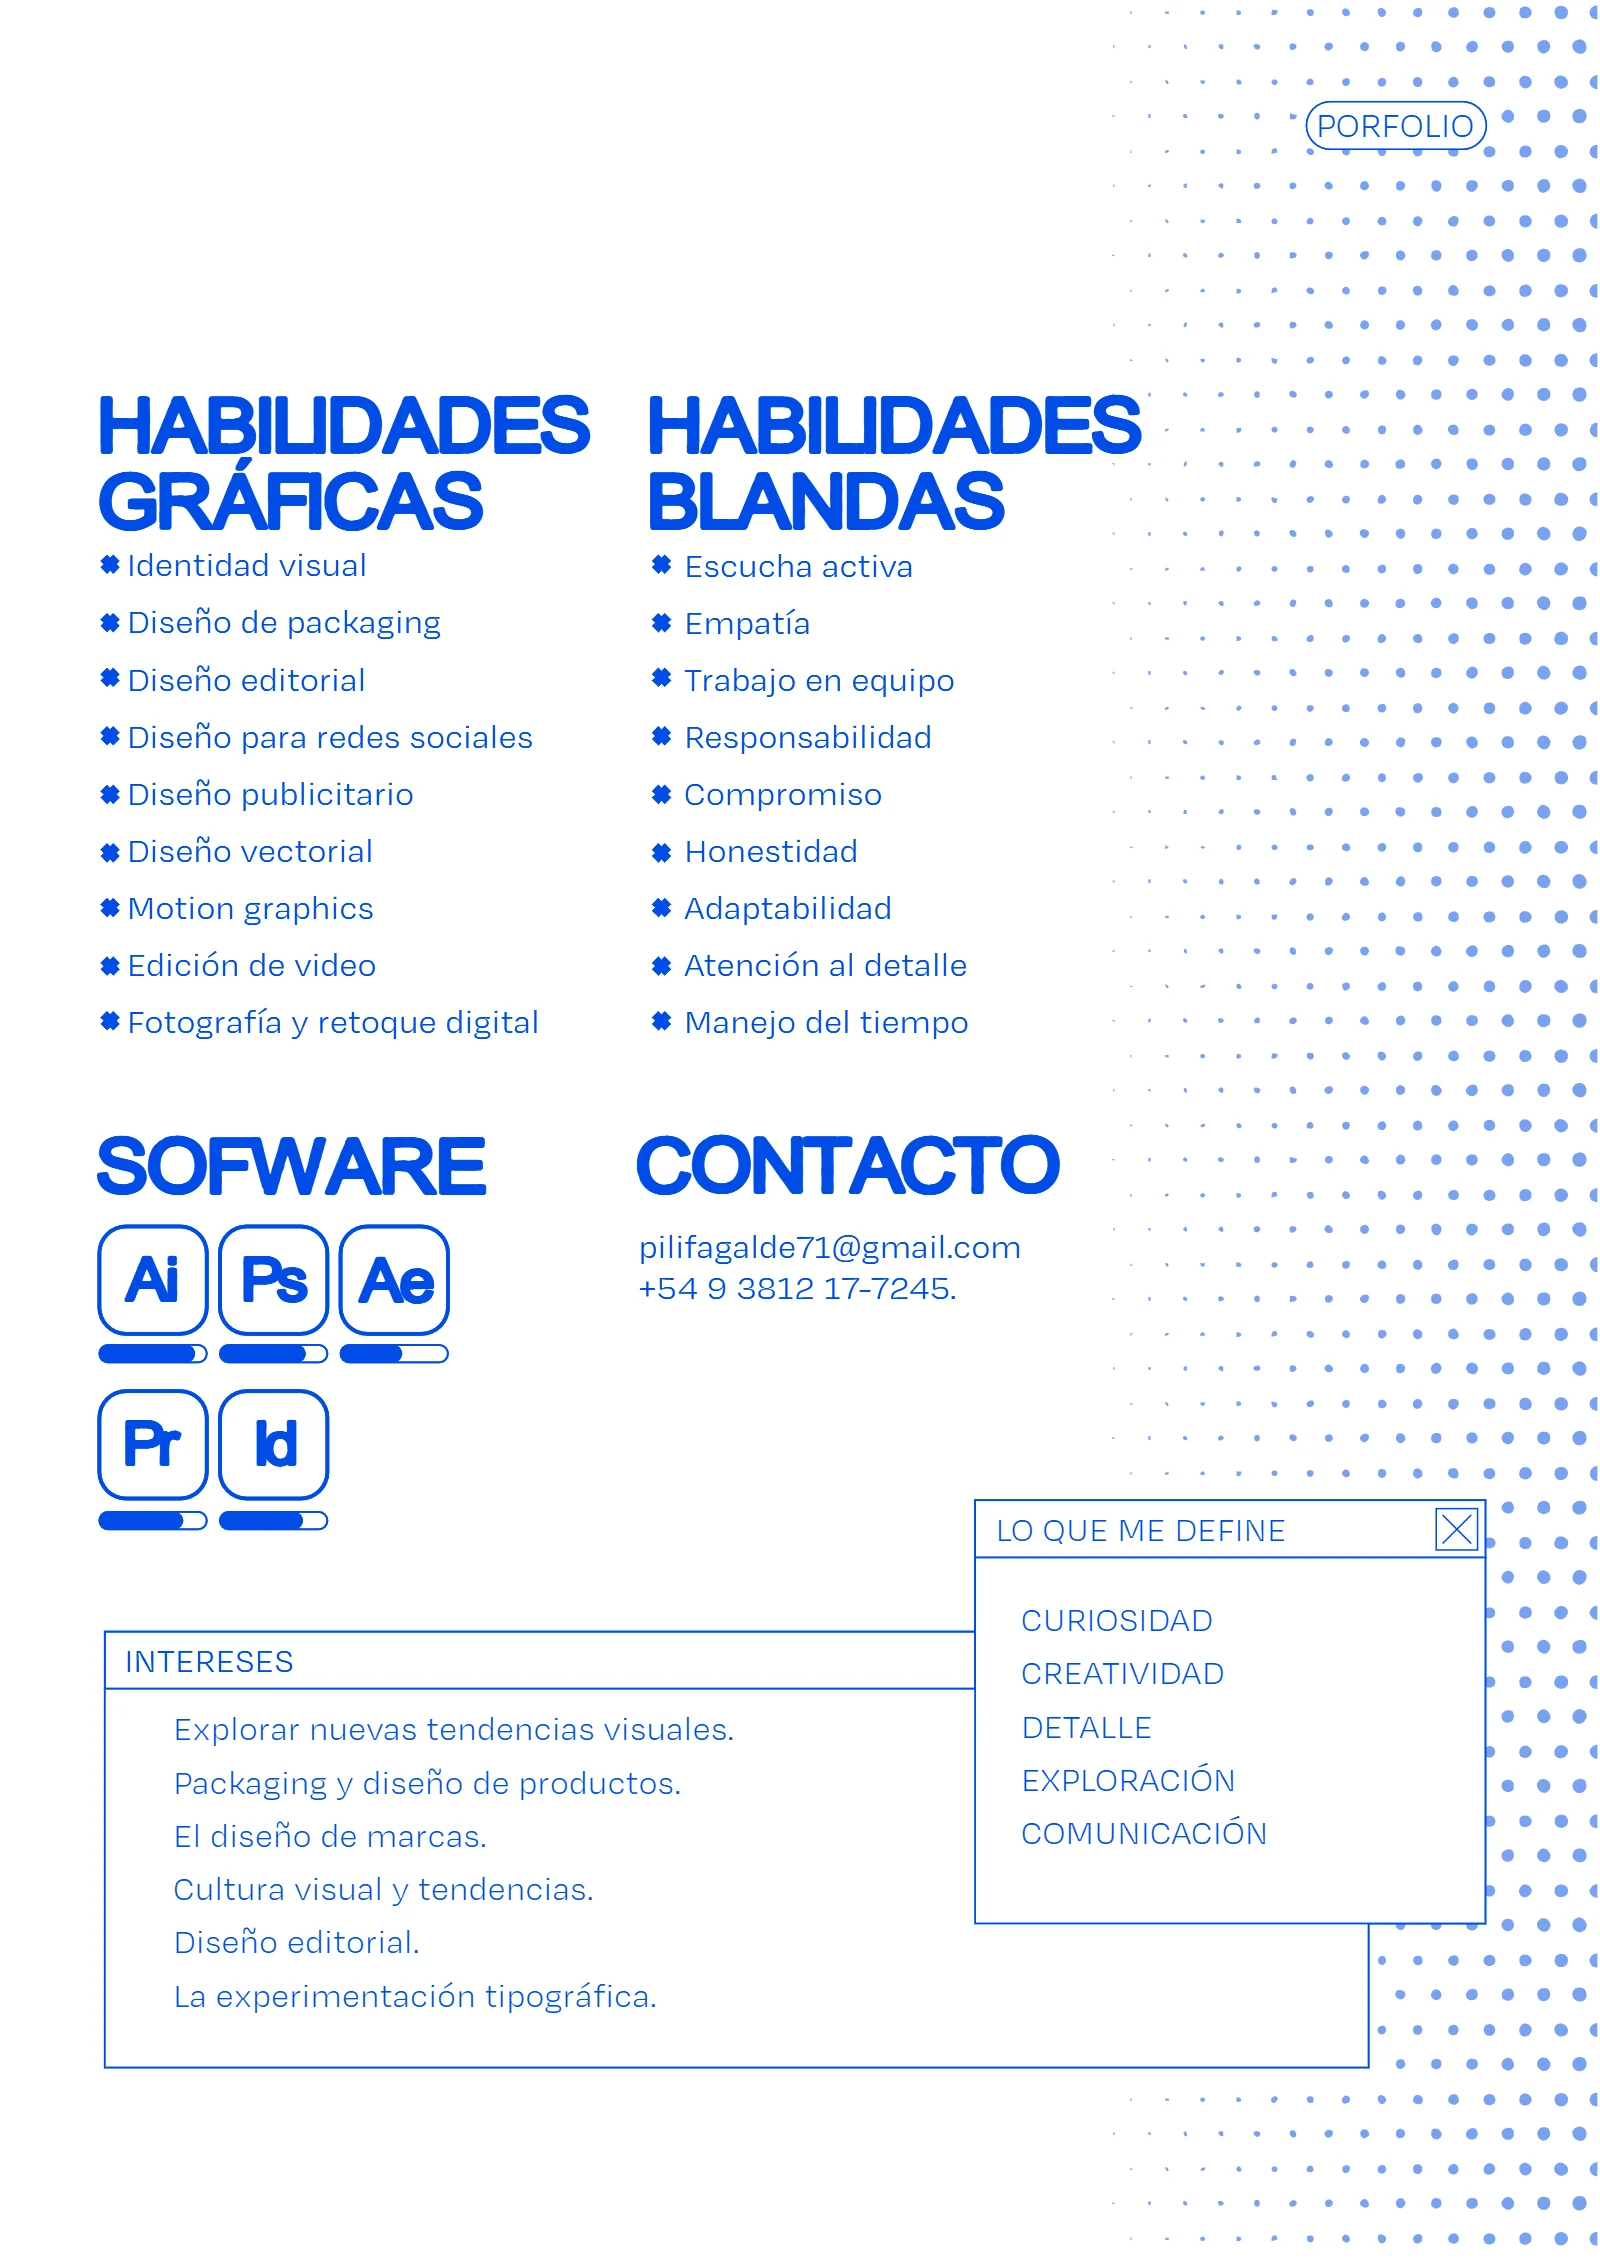 PORFOLIO
HABILIDADES
GRÁFICAS
Identidad visual
Diseño de packaging
Diseño editorial
Diseño para redes sociales
Diseño publicitario
Diseño vectorial
Motion graphics
Edición de video
Fotografía y retoque digital
HABILIDADES
BLANDAS
Escucha activa
Empatía
Trabajo en equipo
Responsabilidad
Compromiso
Honestidad
Adaptabilidad
Atención al detalle
Manejo del tiempo
SOFWARE
Ai Ps Ae
Pr Id
CONTACTO
pilifagalde71@gmail.com
+54 9 3812 17-7245.
LO QUE ME DEFINE
CURIOSIDAD
CREATIVIDAD
DETALLE
EXPLORACIÓN
COMUNICACIÓN
INTERESES
Explorar nuevas tendencias visuales.
Packaging y diseño de productos.
El diseño de marcas.
Cultura visual y tendencias.
Diseño editorial.
La experimentación tipográfica.